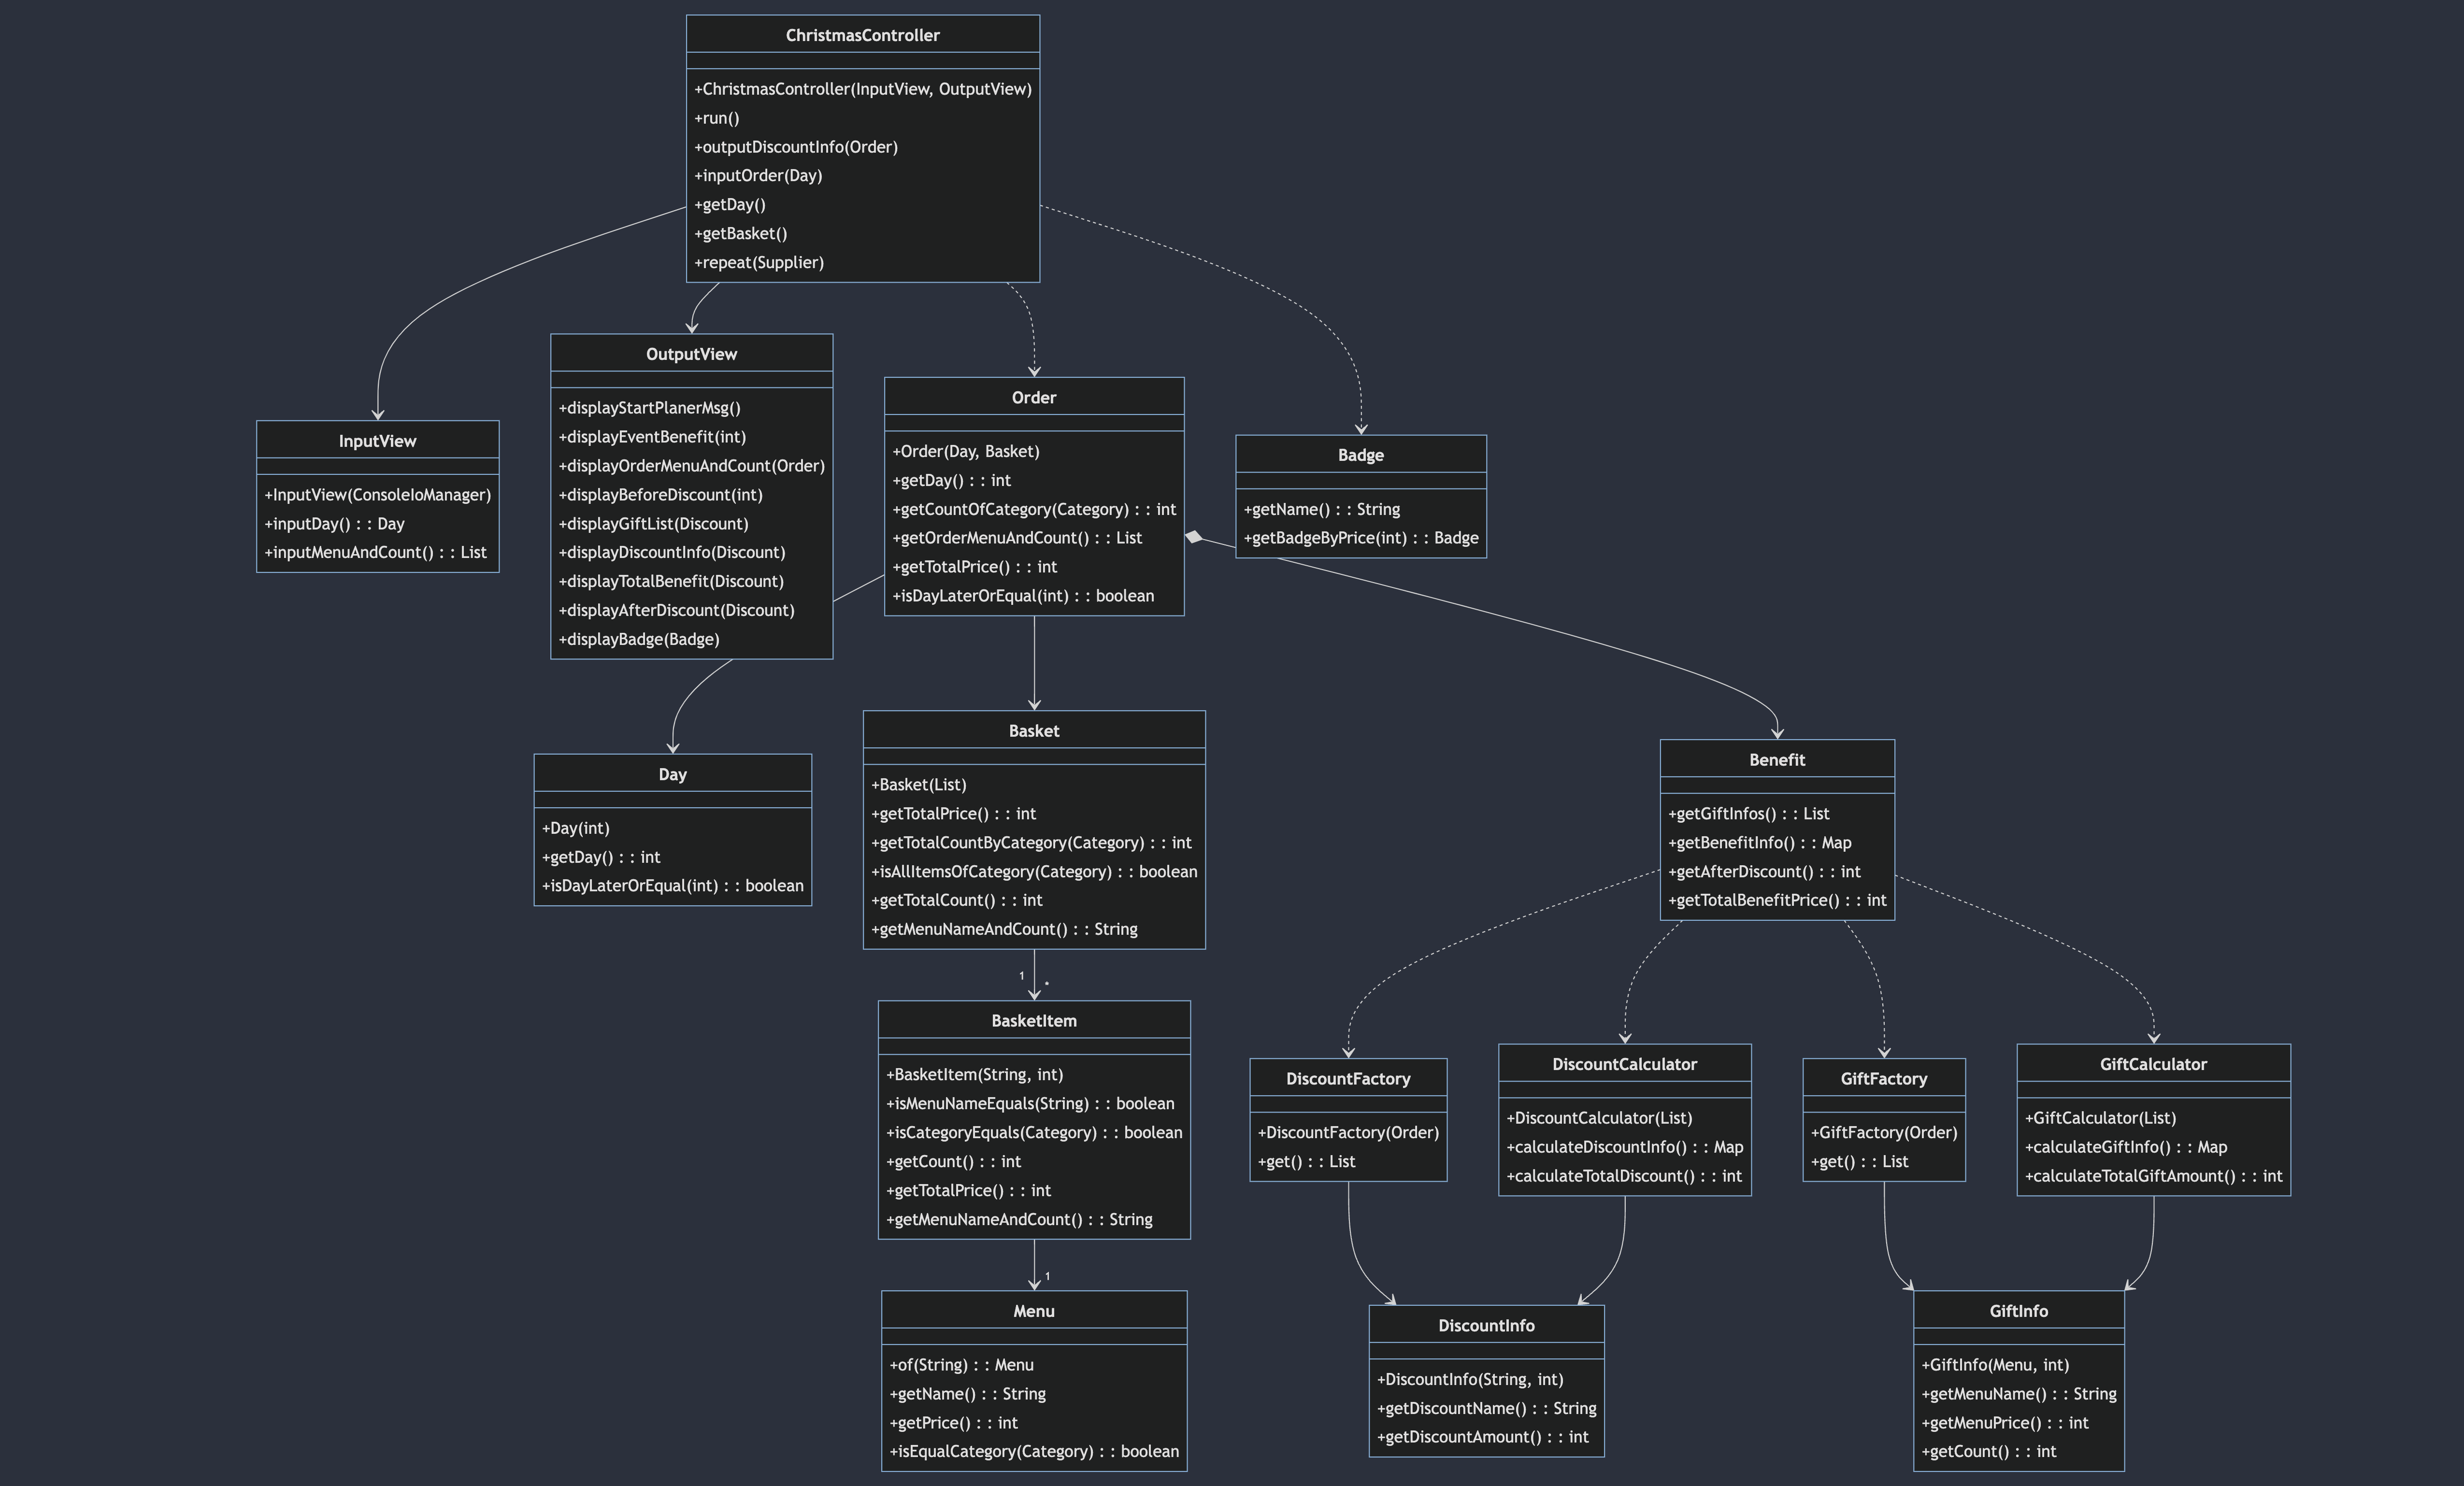 ChristmasController
+ChristmasController(InputView, OutputView)
+run()
+outputDiscountInfo(Order)
+inputOrder(Day)
+getDay()
+getBasket()
+repeat(Supplier)
OutputView
+displayStartPlanerMsg()
+displayEventBenefit(int)
+displayOrderMenuAndCount(Order)
+displayBeforeDiscount(int)
+displayGiftList(Discount)
+displayDiscountInfo(Discount)
+displayTotalBenefit(Discount)
+displayAfterDiscount(Discount)
+displayBadge(Badge)
Order
+Order(Day, Basket)
+getDay() : : int
+getCountOfCategory(Category) : : int
+getOrderMenuAndCount() : : List
+getTotalPrice() : : int
+isDayLaterOrEqual(int) : : boolean
InputView
+InputView(ConsoleIoManager)
+inputDay() : : Day
+inputMenuAndCount() : : List
Badge
+getName() : : String
+getBadgeByPrice(int) : : Badge
Basket
+Basket(List)
+getTotalPrice() : : int
+getTotalCountByCategory(Category) : : int
+isAllItemsOfCategory(Category) : : boolean
+getTotalCount() : : int
+getMenuNameAndCount() : : String
Benefit
+getGiftInfos() : : List
+getBenefitInfo() : : Map
+getAfterDiscount() : : int
+getTotalBenefitPrice() : : int
Day
+Day(int)
+getDay() : : int
+isDayLaterOrEqual(int) : : boolean
1
*
BasketItem
+BasketItem(String, int)
+isMenuNameEquals(String) : : boolean
+isCategoryEquals(Category) : : boolean
+getCount() : : int
+getTotalPrice() : : int
+getMenuNameAndCount() : : String
DiscountFactory
+DiscountFactory(Order)
+get() : : List
DiscountCalculator
+DiscountCalculator(List)
+calculateDiscountInfo() : : Map
+calculateTotalDiscount() : : int
GiftFactory
+GiftFactory(Order)
+get() : : List
GiftCalculator
+GiftCalculator(List)
+calculateGiftInfo() : : Map
+calculateTotalGiftAmount() : : int
1
Menu
+of(String) : : Menu
+getName() : : String
+getPrice() : : int
+isEqualCategory(Category) : : boolean
DiscountInfo
+DiscountInfo(String, int)
+getDiscountName() : : String
+getDiscountAmount() : : int
GiftInfo
+GiftInfo(Menu, int)
+getMenuName() : : String
+getMenuPrice() : : int
+getCount() : : int